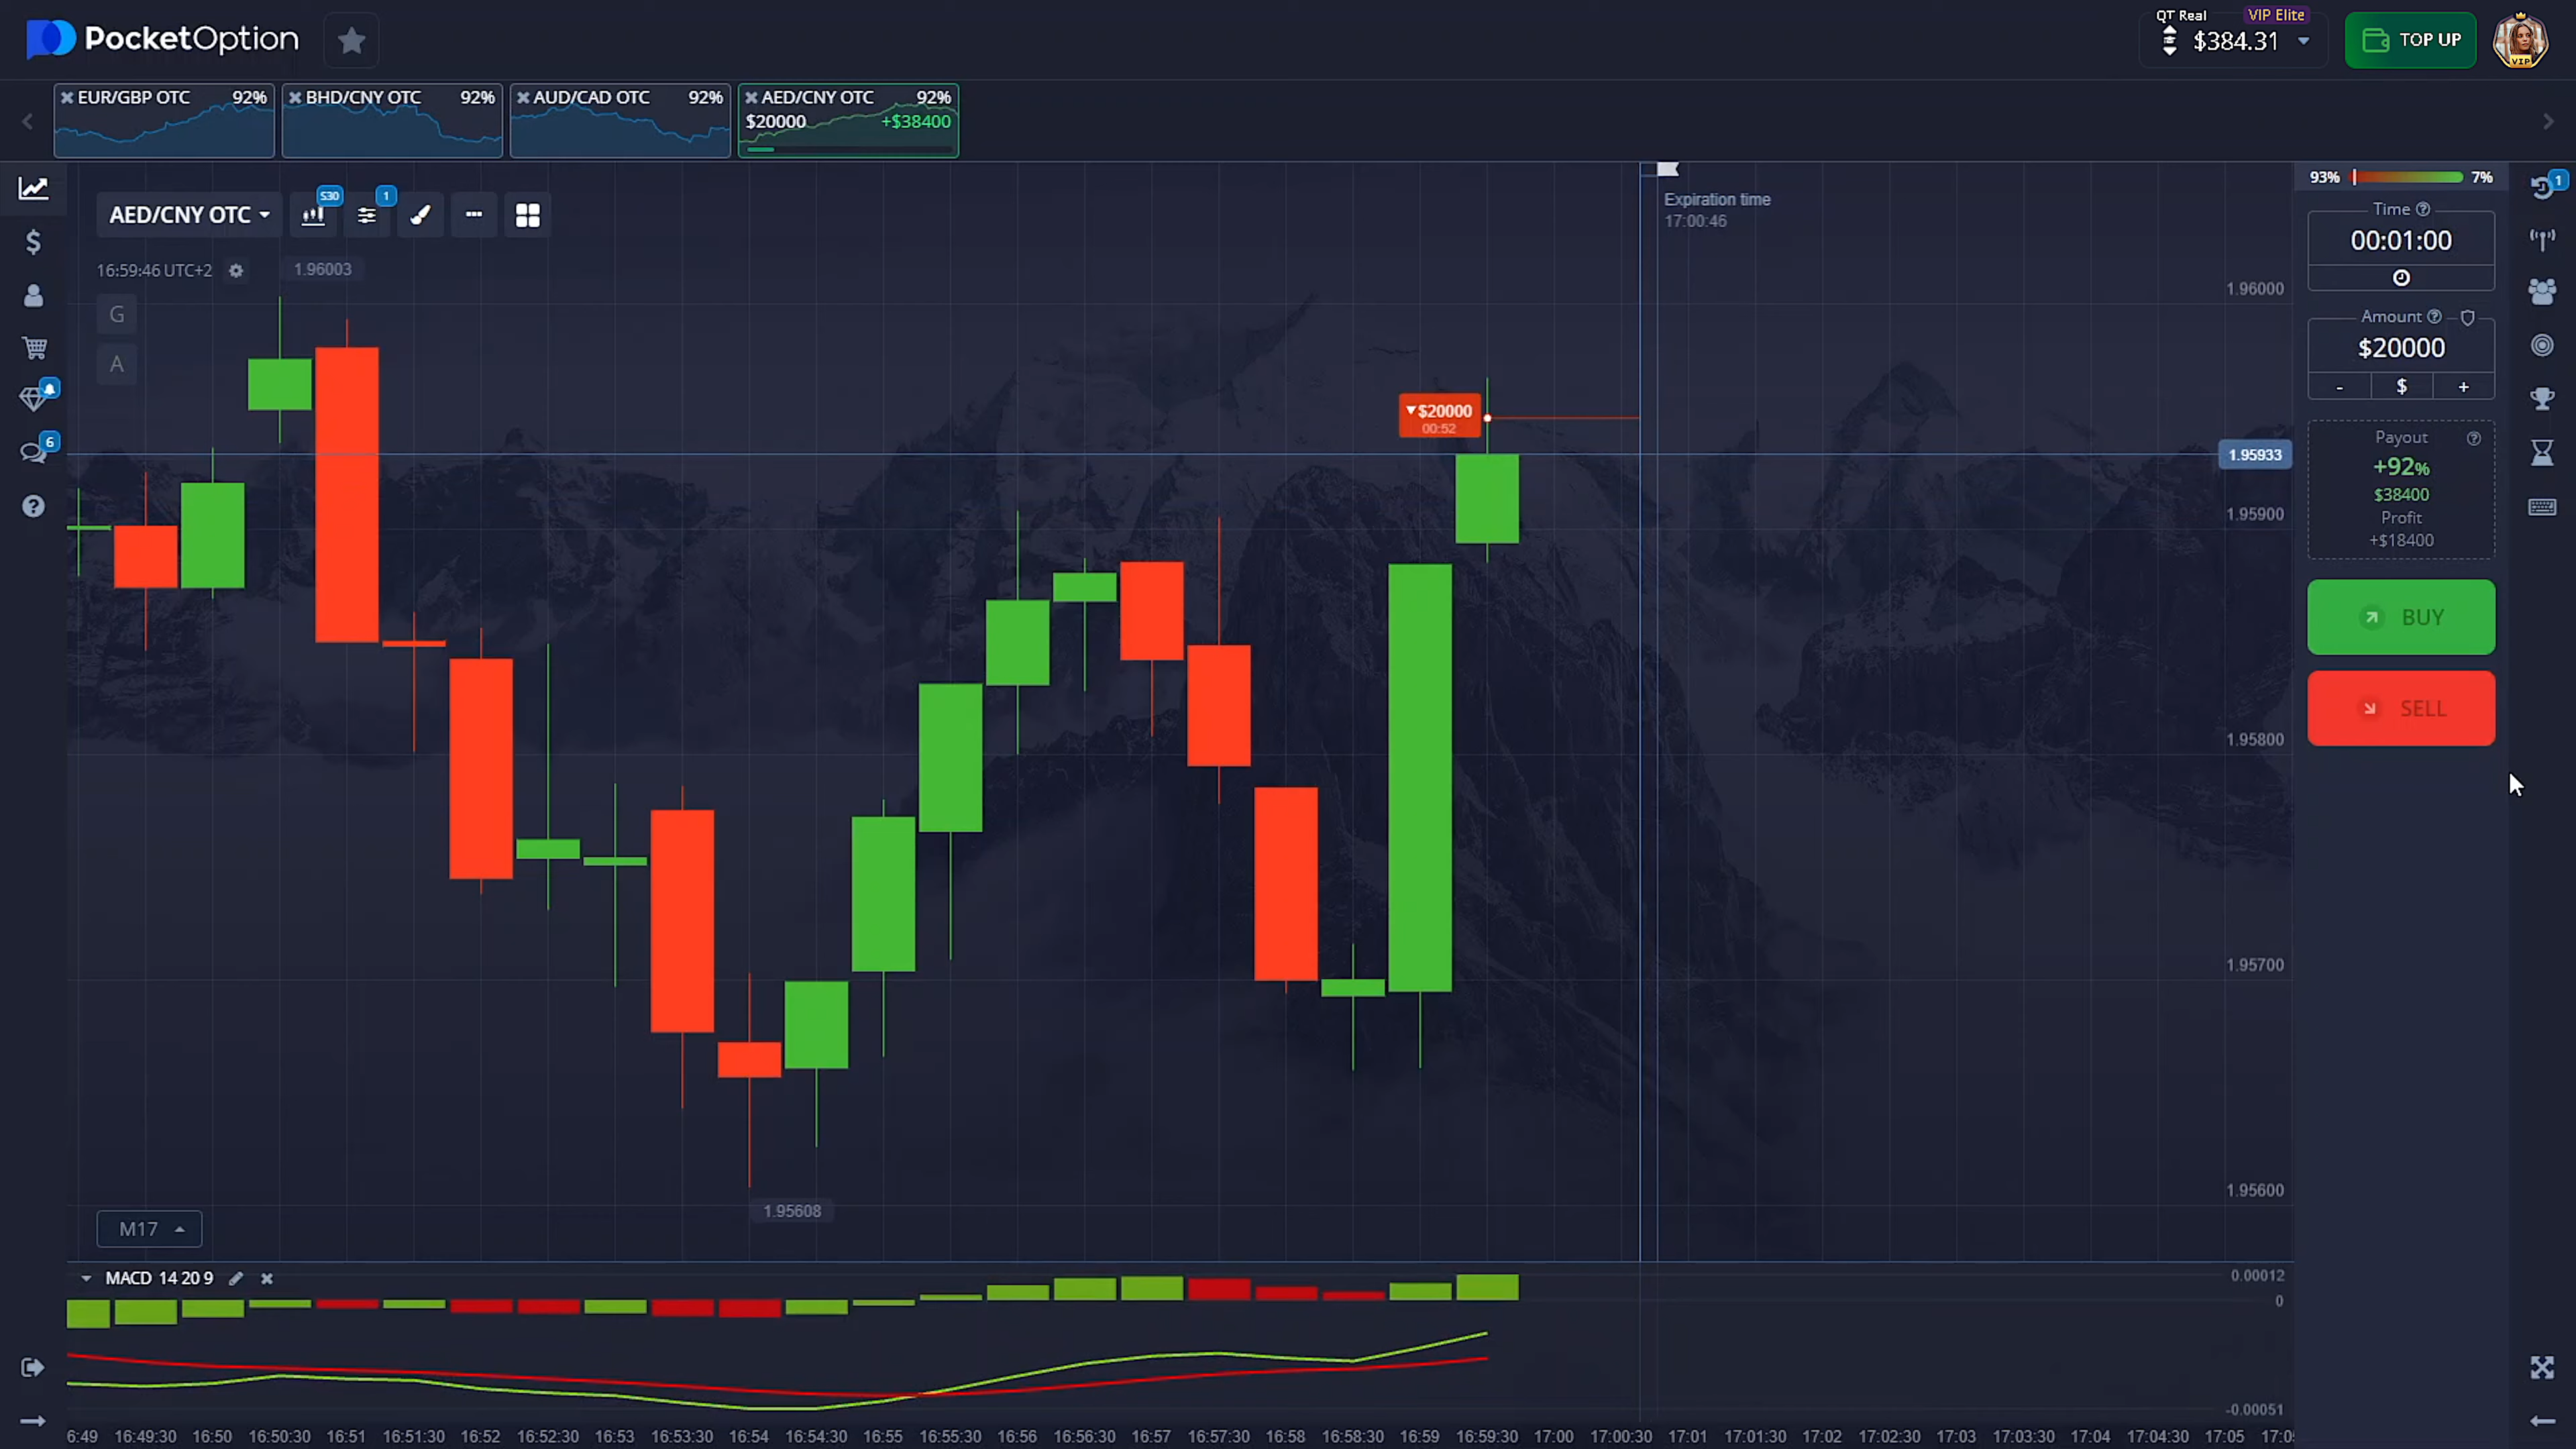 PocketOption
QT Real VIP Elite
$384.31
TOP UP
VIP
EUR/GBP OTC 92%
BHD/CNY OTC 92%
AUD/CAD OTC 92%
AED/CNY OTC 92%
$20000 +$38400
AED/CNY OTC
S30
1
16:59:46 UTC+2
1.96003
G
A
6
Expiration time
17:00:46
$20000
00:52
1.96000
1.95933
1.95900
1.95800
1.95700
1.95600
1.95608
M17
93% 7%
Time
00:01:00
Amount
$20000
- $ +
Payout
+92%
$38400
Profit
+$18400
BUY
SELL
1
MACD 14 20 9
0.00012
0
-0.00051
6:49 16:49:30 16:50 16:50:30 16:51 16:51:30 16:52 16:52:30 16:53 16:53:30 16:54 16:54:30 16:55 16:55:30 16:56 16:56:30 16:57 16:57:30 16:58 16:58:30 16:59 16:59:30 17:00 17:00:30 17:01 17:01:30 17:02 17:02:30 17:03 17:03:30 17:04 17:04:30 17:05